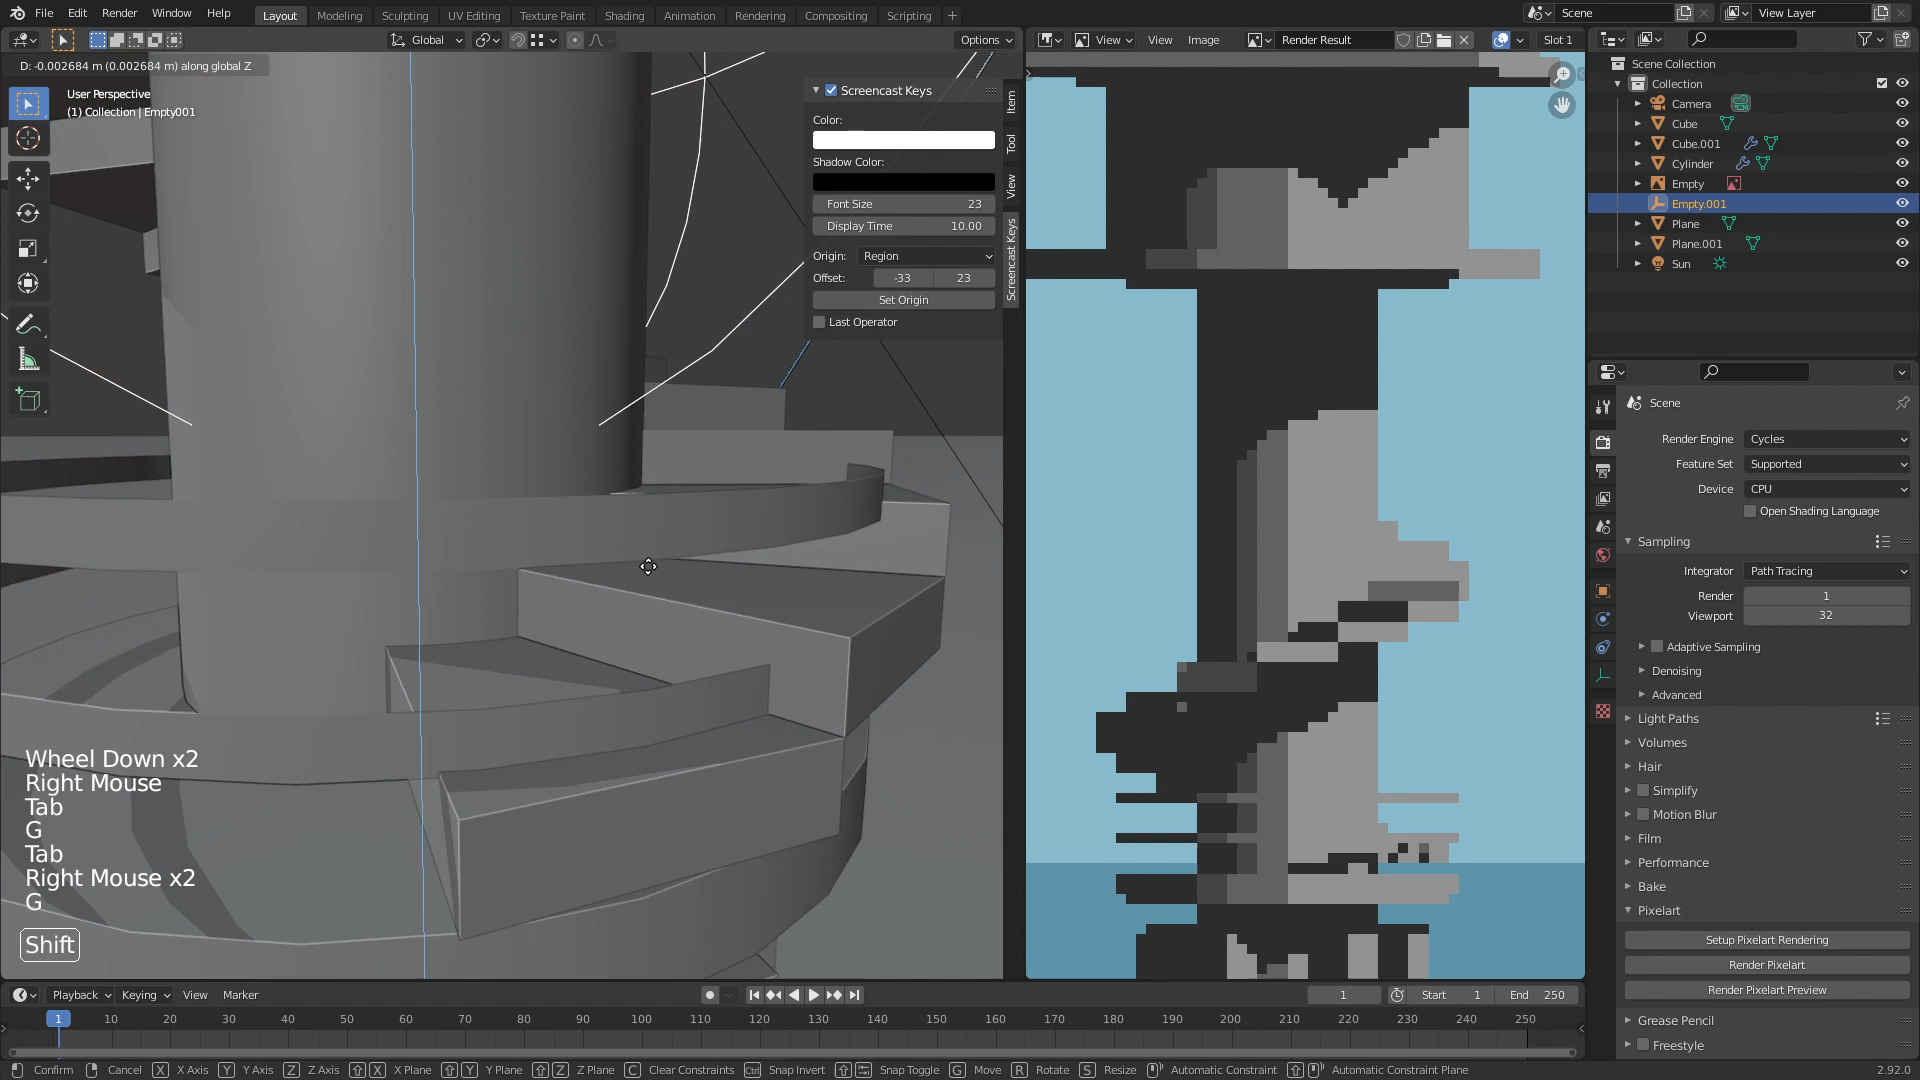 File Edit Render Window Help
Layout Modeling Sculpting UV Editing Texture Paint Shading Animation Rendering Compositing Scripting
Scene View Layer
Global Options
View View Image Render Result Slot 1
D: -0.002684 m (0.002684 m) along global Z
User Perspective
(1) Collection | Empty001
Screencast Keys
Color:
Shadow Color:
Font Size 23
Display Time 10.00
Origin: Region
Offset: -33 23
Set Origin
Last Operator
Item
Tool
View
Screencast Keys
Scene Collection
Collection
Camera
Cube
Cube.001
Cylinder
Empty
Empty.001
Plane
Plane.001
Sun
Scene
Render Engine Cycles
Feature Set Supported
Device CPU
Open Shading Language
Sampling
Integrator Path Tracing
Render 1
Viewport 32
Adaptive Sampling
Denoising
Advanced
Light Paths
Volumes
Hair
Simplify
Motion Blur
Film
Performance
Bake
Pixelart
Setup Pixelart Rendering
Render Pixelart
Render Pixelart Preview
Grease Pencil
Freestyle
Wheel Down x2
Right Mouse
Tab
G
Tab
Right Mouse x2
G
Shift
Playback Keying View Marker 1 Start 1 End 250
1 10 20 30 40 50 60 70 80 90 100 110 120 130 140 150 160 170 180 190 200 210 220 230 240 250
Confirm Cancel X X Axis Y Y Axis Z Z Axis X X Plane Y Y Plane Z Z Plane C Clear Constraints Ctrl Snap Invert Snap Toggle G Move R Rotate S Resize Automatic Constraint Automatic Constraint Plane 2.92.0